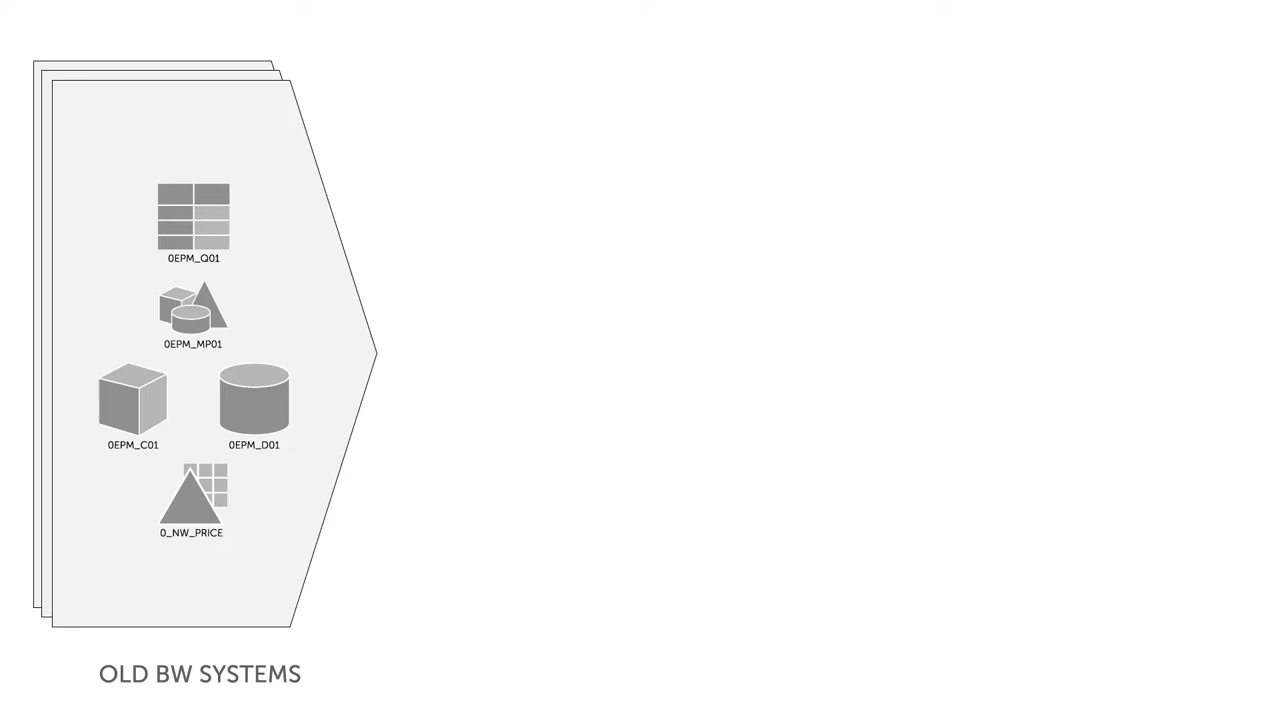 0EPM_Q01
0EPM_MP01
0EPM_C01
0EPM_D01
0_NW_PRICE
OLD BW SYSTEMS